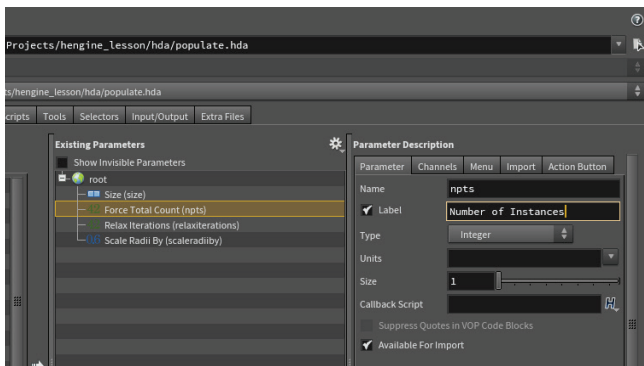 Projects/hengine_lesson/hda/populate.hda
ts/hengine_lesson/hda/populate.hda
cripts Tools Selectors Input/Output Extra Files
Existing Parameters
Show Invisible Parameters
root
Size (size)
Force Total Count (npts)
Relax Iterations (relaxiterations)
Scale Radii By (scaleradiiby)
Parameter Description
Parameter Channels Menu Import Action Button
Name npts
Label Number of Instances
Type Integer
Units
Size 1
Callback Script
Suppress Quotes in VOP Code Blocks
Available For Import